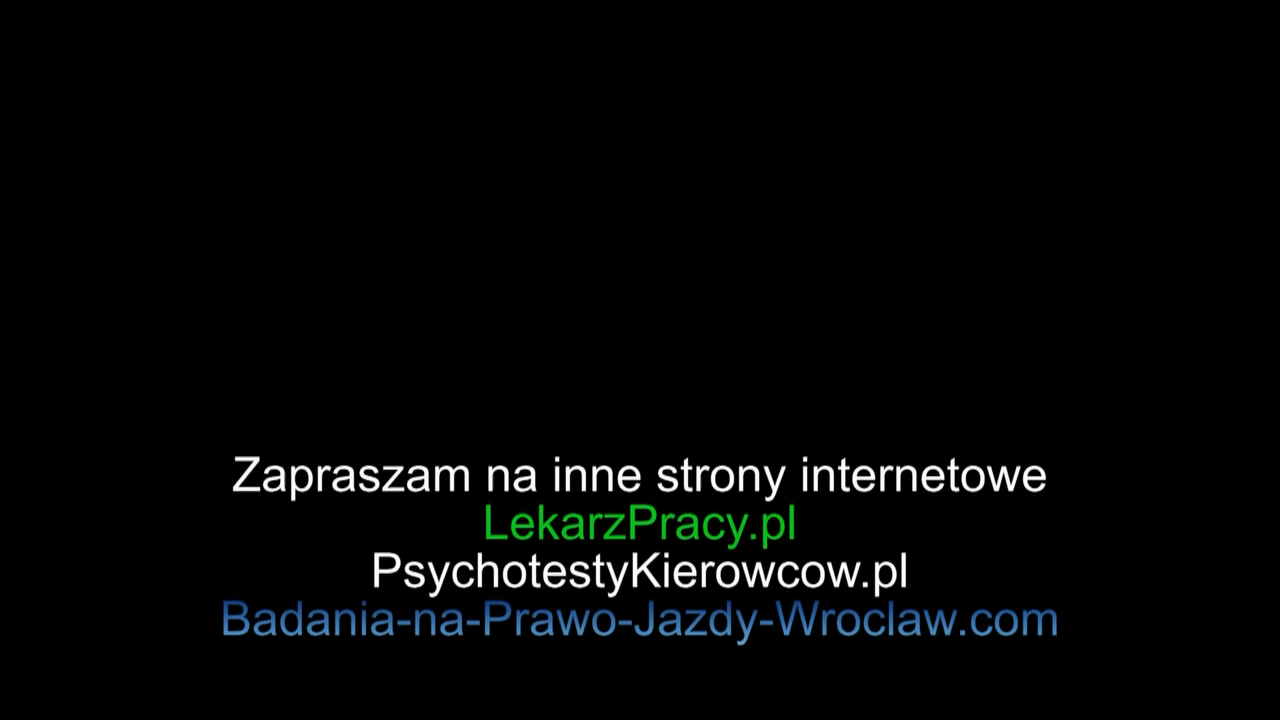 Zapraszam na inne strony internetowe
LekarzPracy.pl
PsychotestyKierowcow.pl
Badania-na-Prawo-Jazdy-Wroclaw.com